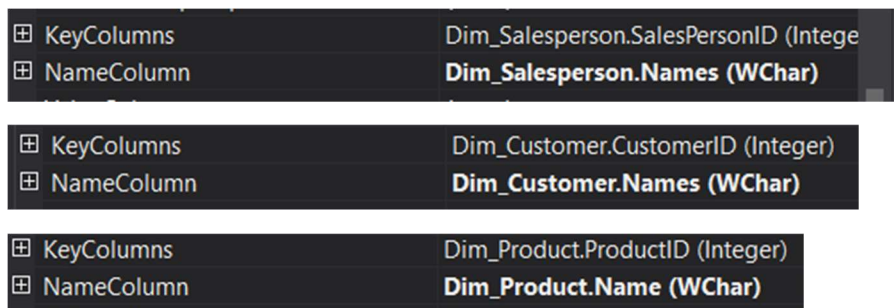 KeyColumns Dim_Salesperson.SalesPersonID (Intege
NameColumn Dim_Salesperson.Names (WChar)
KeyColumns Dim_Customer.CustomerID (Integer)
NameColumn Dim_Customer.Names (WChar)
KeyColumns Dim_Product.ProductID (Integer)
NameColumn Dim_Product.Name (WChar)